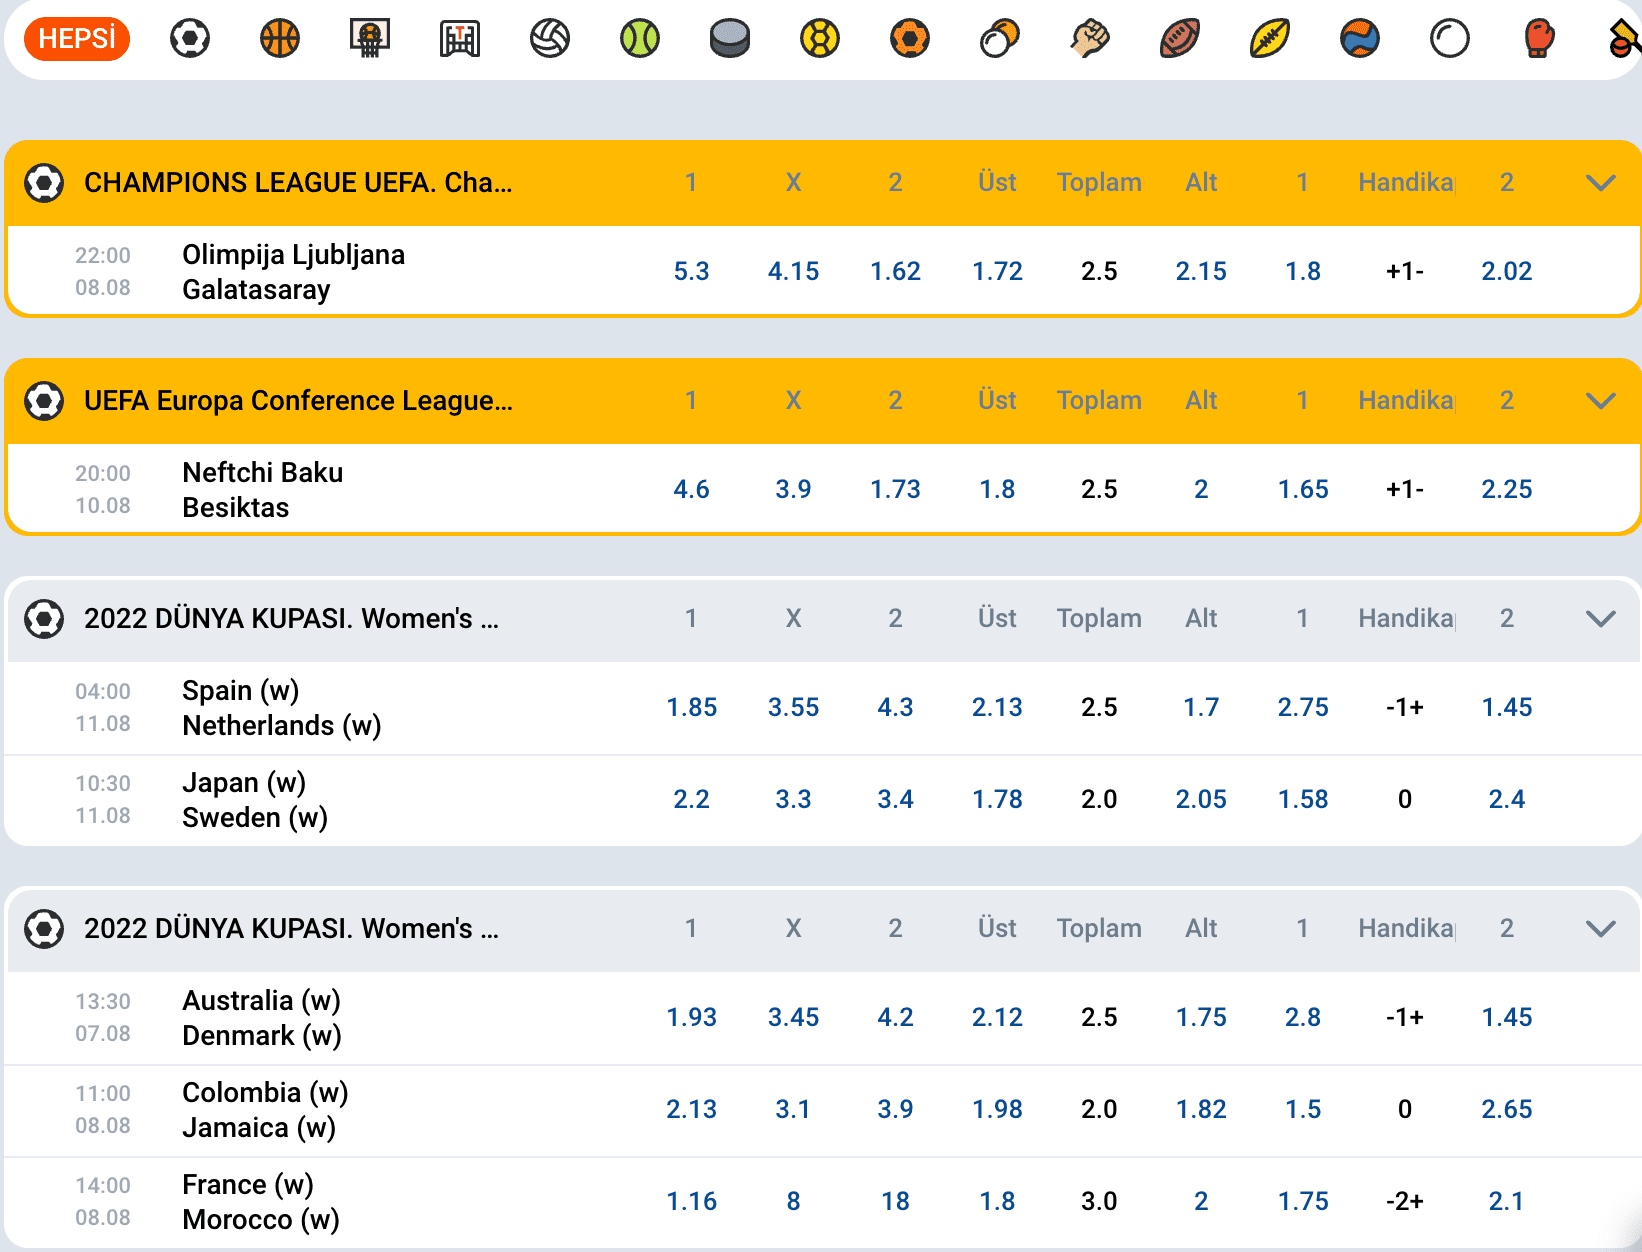 HEPSİ
CHAMPIONS LEAGUE UEFA. Cha... 1 X 2 Üst Toplam Alt 1 Handika 2
22:00 08.08 Olimpija Ljubljana Galatasaray 5.3 4.15 1.62 1.72 2.5 2.15 1.8 +1- 2.02
UEFA Europa Conference League... 1 X 2 Üst Toplam Alt 1 Handika 2
20:00 10.08 Neftchi Baku Besiktas 4.6 3.9 1.73 1.8 2.5 2 1.65 +1- 2.25
2022 DÜNYA KUPASI. Women's ... 1 X 2 Üst Toplam Alt 1 Handika 2
04:00 11.08 Spain (w) Netherlands (w) 1.85 3.55 4.3 2.13 2.5 1.7 2.75 -1+ 1.45
10:30 11.08 Japan (w) Sweden (w) 2.2 3.3 3.4 1.78 2.0 2.05 1.58 0 2.4
2022 DÜNYA KUPASI. Women's ... 1 X 2 Üst Toplam Alt 1 Handika 2
13:30 07.08 Australia (w) Denmark (w) 1.93 3.45 4.2 2.12 2.5 1.75 2.8 -1+ 1.45
11:00 08.08 Colombia (w) Jamaica (w) 2.13 3.1 3.9 1.98 2.0 1.82 1.5 0 2.65
14:00 08.08 France (w) Morocco (w) 1.16 8 18 1.8 3.0 2 1.75 -2+ 2.1